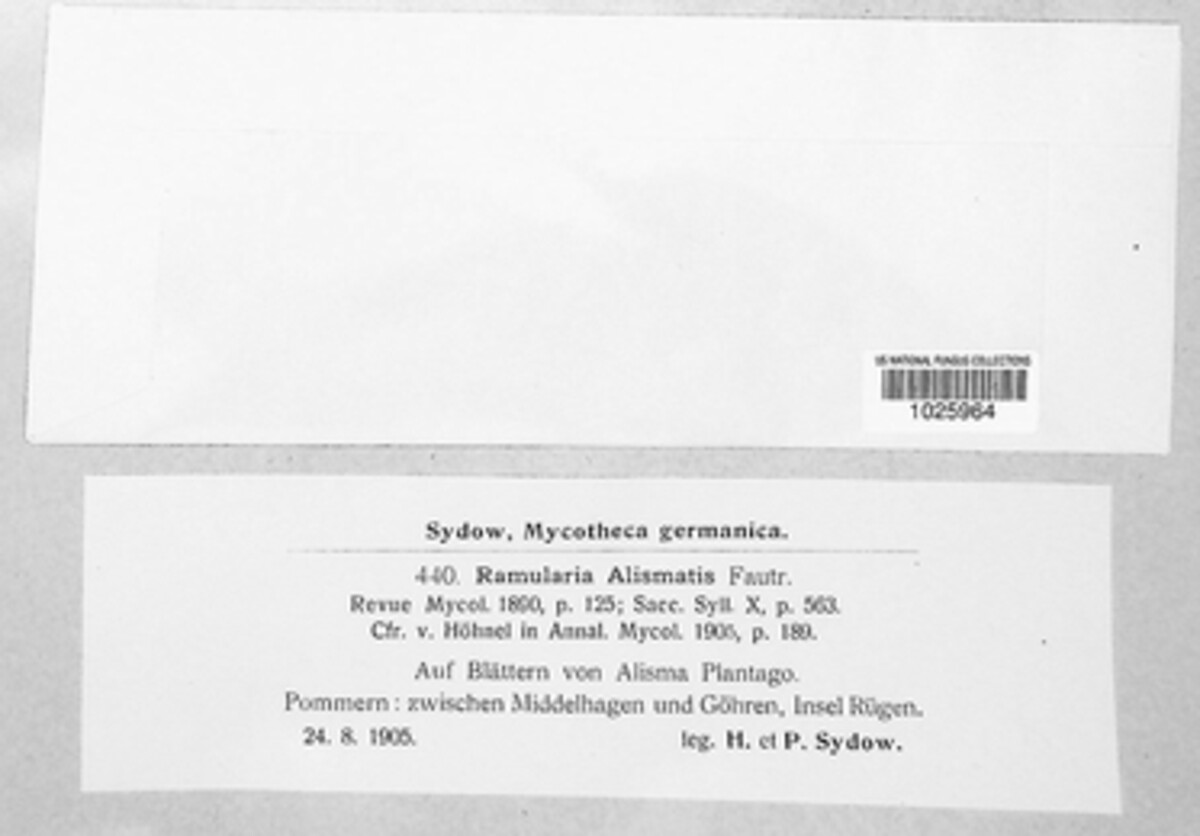 US NATIONAL FUNGUS COLLECTIONS
1025964
Sydow, Mycotheca germanica.
440. Ramularia Alismatis Fautr.
Revue Mycol. 1890, p. 125; Sacc. Syll. X, p. 563.
Cfr. v. Höhnel in Annal. Mycol. 1905, p. 189.
Auf Blättern von Alisma Plantago.
Pommern: zwischen Middelhagen und Göhren, Insel Rügen.
24. 8. 1905. leg. H. et P. Sydow.